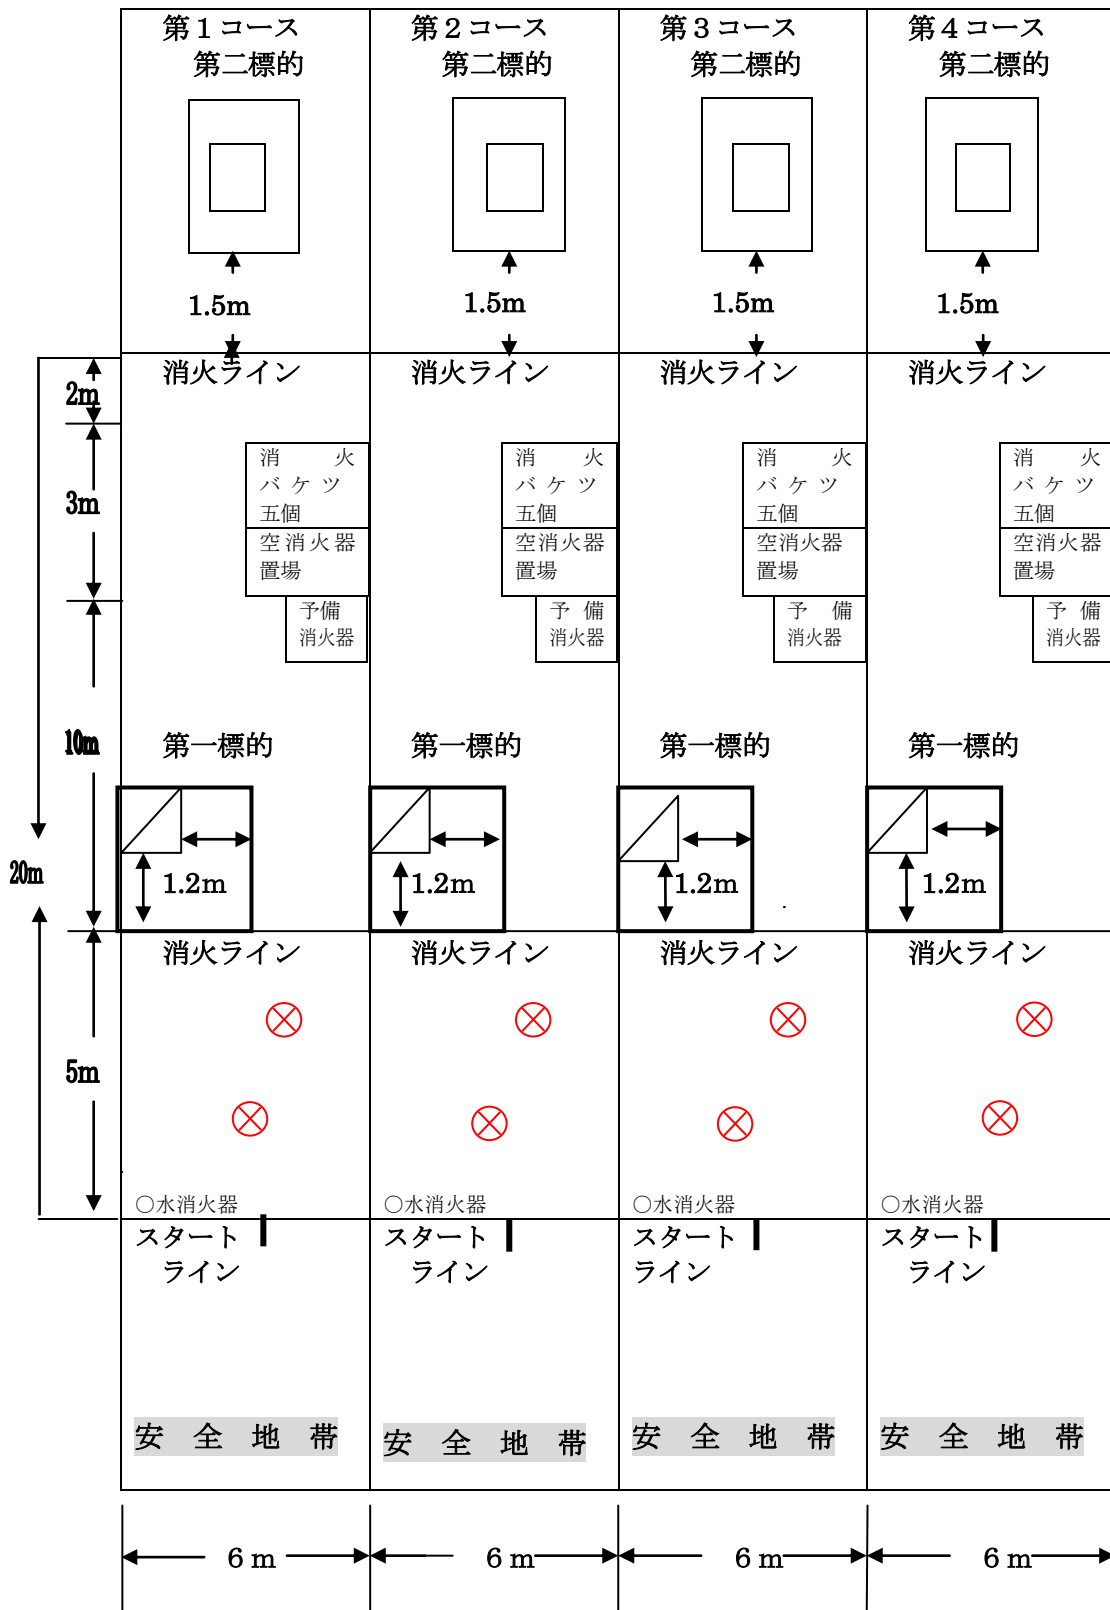 第１コース
第二標的
第２コース
第二標的
第３コース
第二標的
第４コース
第二標的
1.5m
1.5m
1.5m
1.5m
消火ライン
消火ライン
消火ライン
消火ライン
2m
3m
10m
20m
5m
消　火
バケツ
五個
空消火器
置場
予備
消火器
消　火
バケツ
五個
空消火器
置場
予備
消火器
消　火
バケツ
五個
空消火器
置場
予　備
消火器
消　火
バケツ
五個
空消火器
置場
予備
消火器
第一標的
第一標的
第一標的
第一標的
1.2m
1.2m
1.2m
1.2m
消火ライン
消火ライン
消火ライン
消火ライン
○水消火器
○水消火器
○水消火器
○水消火器
スタート
ライン
スタート
ライン
スタート
ライン
スタート
ライン
安　全　地　帯
安　全　地　帯
安　全　地　帯
安　全　地　帯
6ｍ
6ｍ
6ｍ
6ｍ